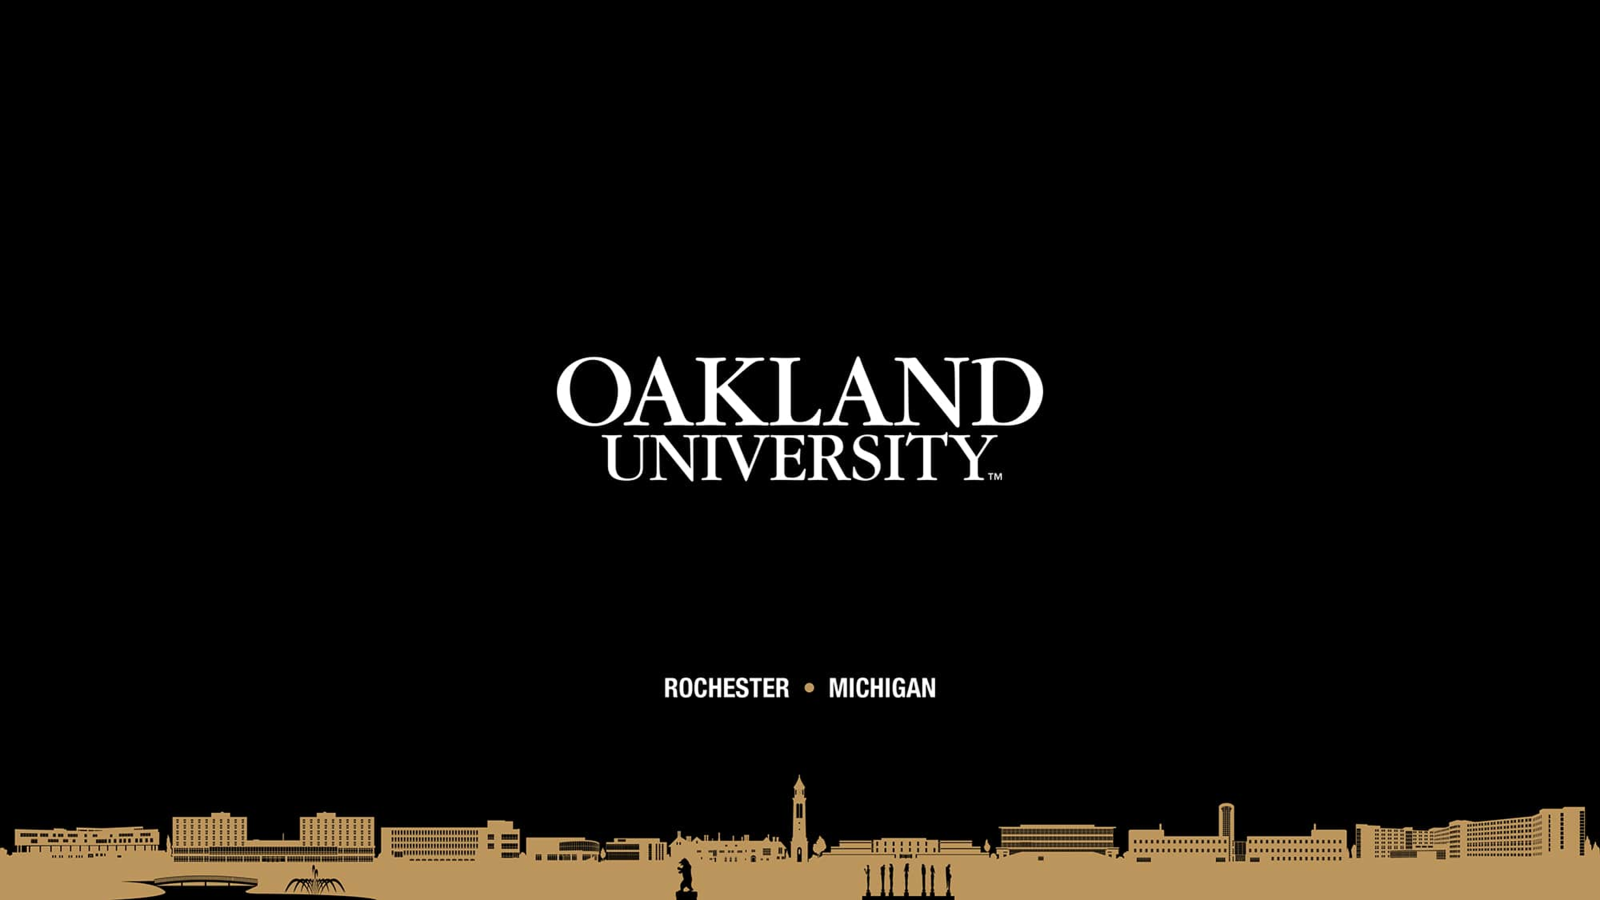 OAKLAND
UNIVERSITY™
ROCHESTER • MICHIGAN